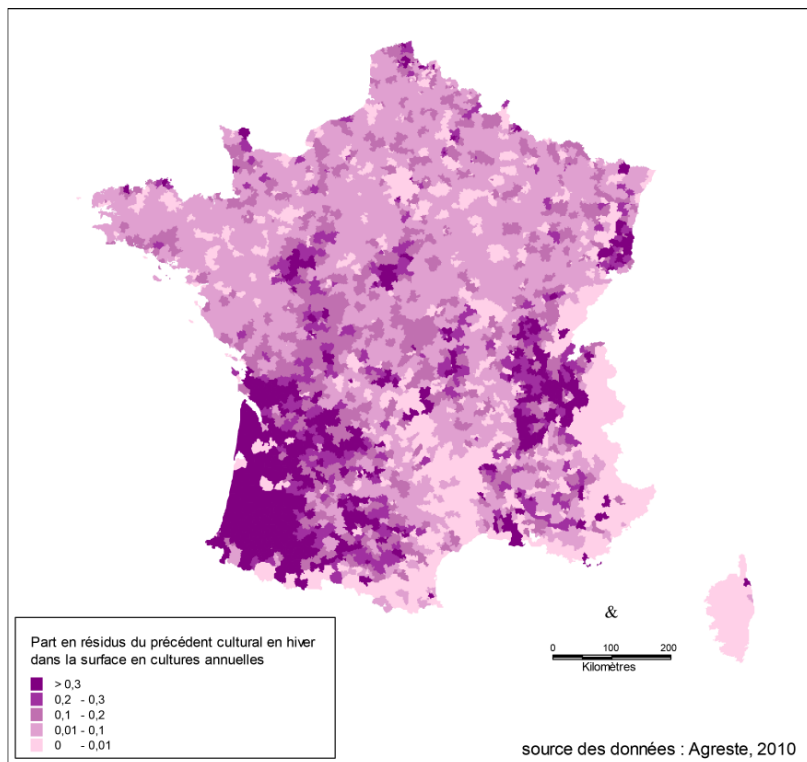 &
0 100 200
Kilomètres
Part en résidus du précédent cultural en hiver
dans la surface en cultures annuelles
> 0,3
0,2 - 0,3
0,1 - 0,2
0,01 - 0,1
0 - 0,01
source des données : Agreste, 2010